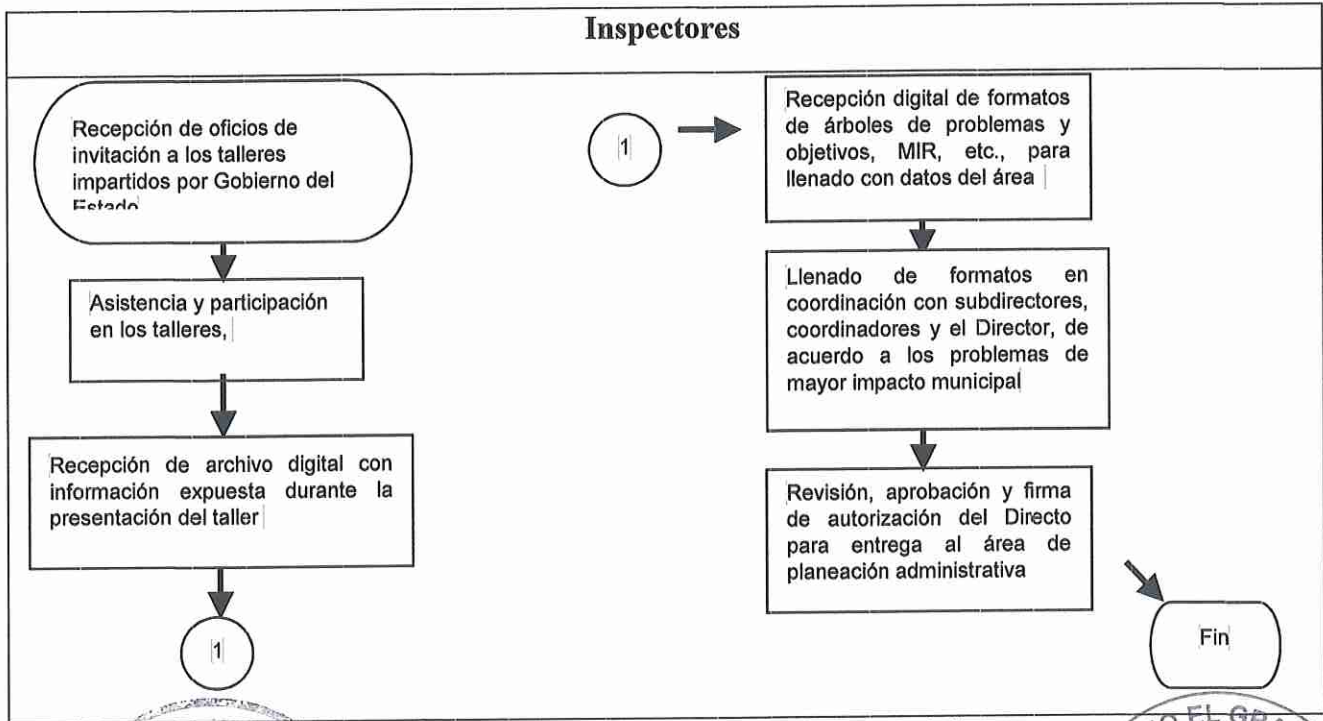 Inspectores
Recepción de oficios de
invitación a los talleres
impartidos por Gobierno del
Estado
Asistencia y participación
en los talleres,
Recepción de archivo digital con
información expuesta durante la
presentación del taller
1
1
Recepción digital de formatos
de árboles de problemas y
objetivos, MIR, etc., para
llenado con datos del área
Llenado de formatos en
coordinación con subdirectores,
coordinadores y el Director, de
acuerdo a los problemas de
mayor impacto municipal
Revisión, aprobación y firma
de autorización del Directo
para entrega al área de
planeación administrativa
Fin
EL